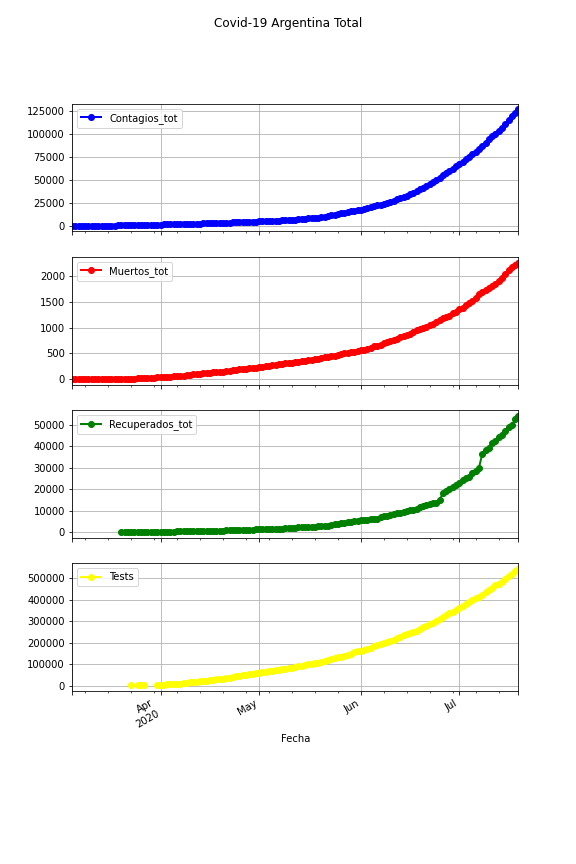 Covid-19 Argentina Total
125000
100000
75000
50000
25000
0
Contagios_tot
2000
1500
1000
500
0
Muertos_tot
50000
40000
30000
20000
10000
0
Recuperados_tot
500000
400000
300000
200000
100000
0
Tests
Apr
2020
May
Jun
Jul
Fecha